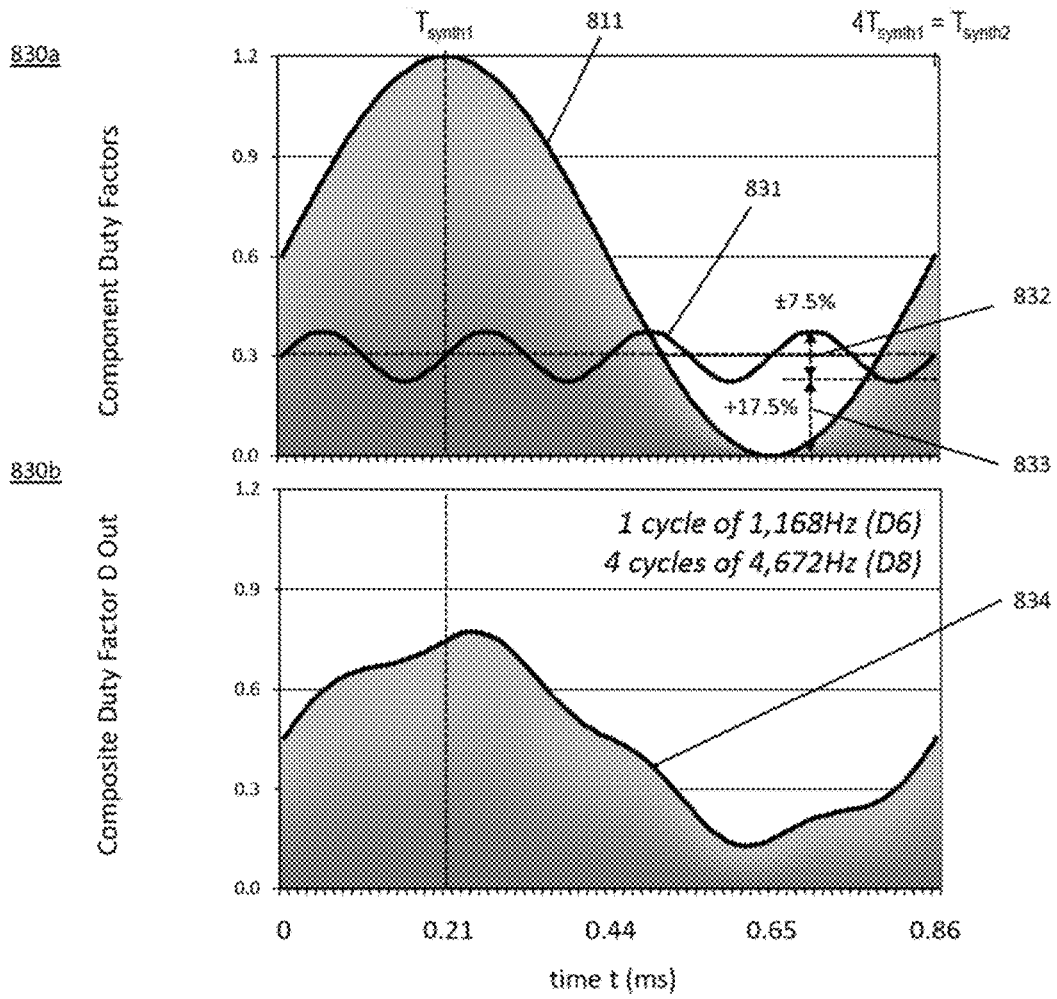 T_synth1
811
4T_synth1 = T_synth2
830a
1.2
0.9
0.6
0.3
0.0
Component Duty Factors
831
±7.5%
832
+17.5%
833
830b
1.2
0.9
0.6
0.3
0.0
Composite Duty Factor D Out
1 cycle of 1,168Hz (D6)
4 cycles of 4,672Hz (D8)
834
0
0.21
0.44
0.65
0.86
time t (ms)